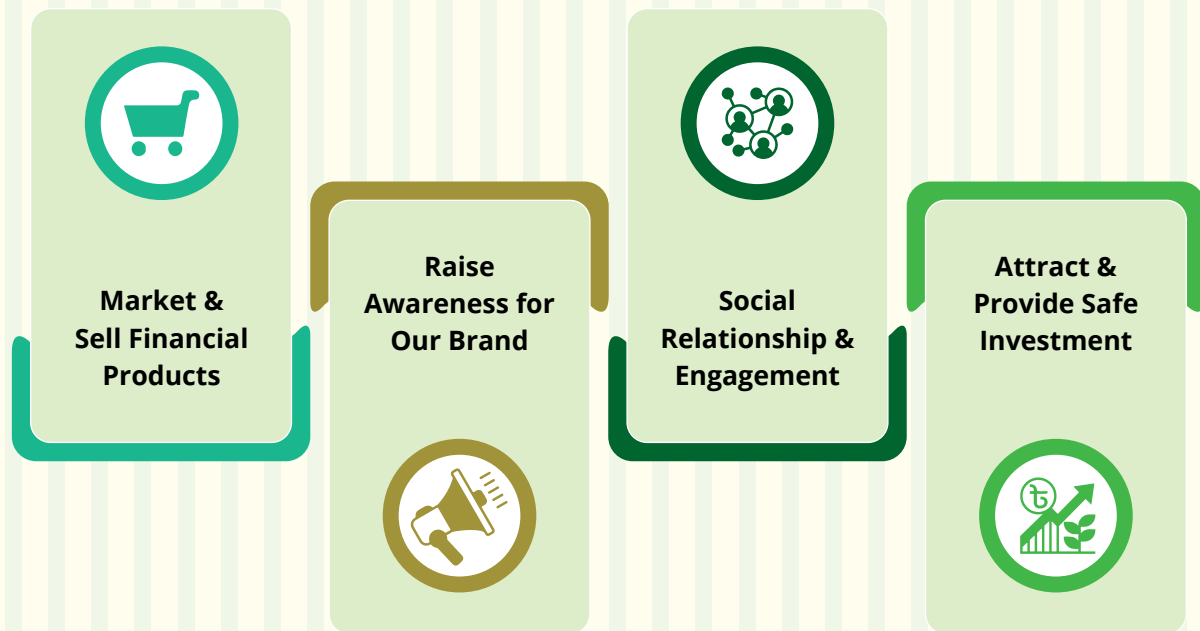 Market &
Sell Financial
Products
Raise
Awareness for
Our Brand
Social
Relationship &
Engagement
Attract &
Provide Safe
Investment
৳